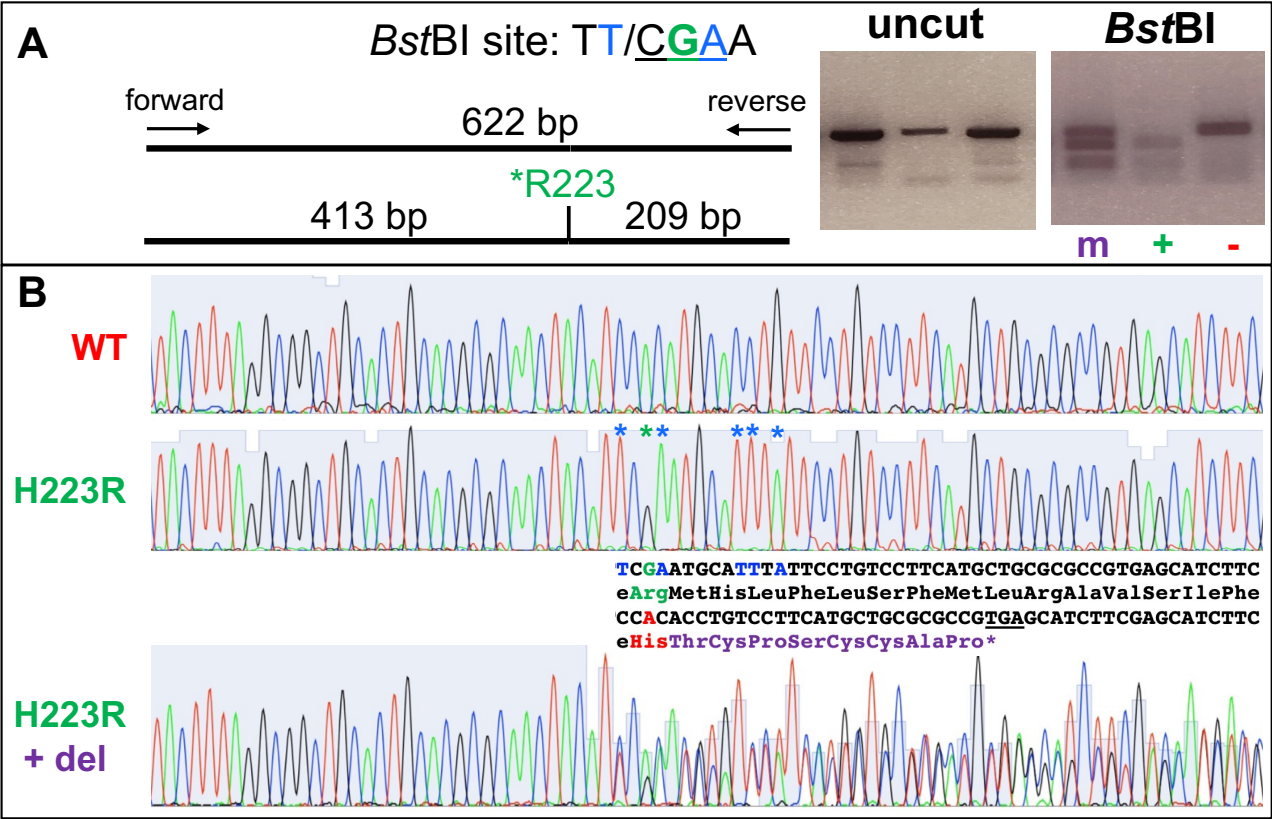 A
BstBI site: TT/CGAA
forward
reverse
622 bp
*R223
413 bp
209 bp
uncut
BstBI
m + -
B
WT
* ** ** *
H223R
TCGAATGCATTTATTCCTGTCCTTCATGCTGCGCGCCGTGAGCATCTTC
eArgMetHisLeuPheLeuSerPheMetLeuArgAlaValSerIlePhe
CCACACCTGTCCTTCATGCTGCGCGCCGTGAGCATCTTCGAGCATCTTC
eHisThrCysProSerCysCysAlaPro*
H223R
+ del